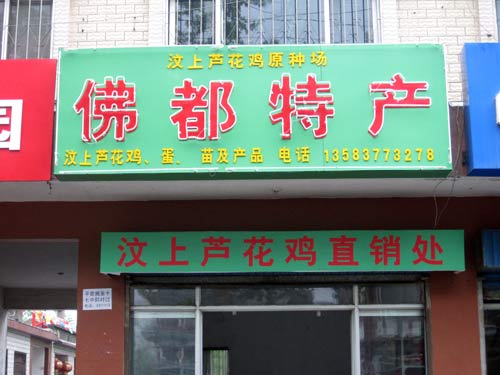 汶上芦花鸡原种场
佛都特产
汶上芦花鸡、蛋、苗及产品 电话 13583773278
园
汶上芦花鸡直销处